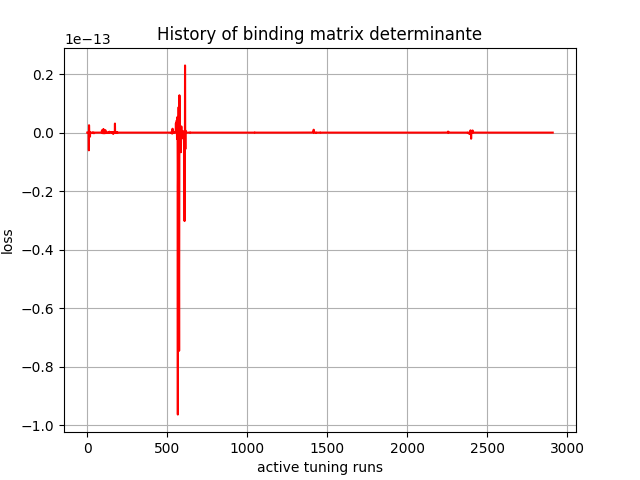 History of binding matrix determinante
1e−13
0.2
0.0
−0.2
−0.4
−0.6
−0.8
−1.0
loss
0 500 1000 1500 2000 2500 3000
active tuning runs